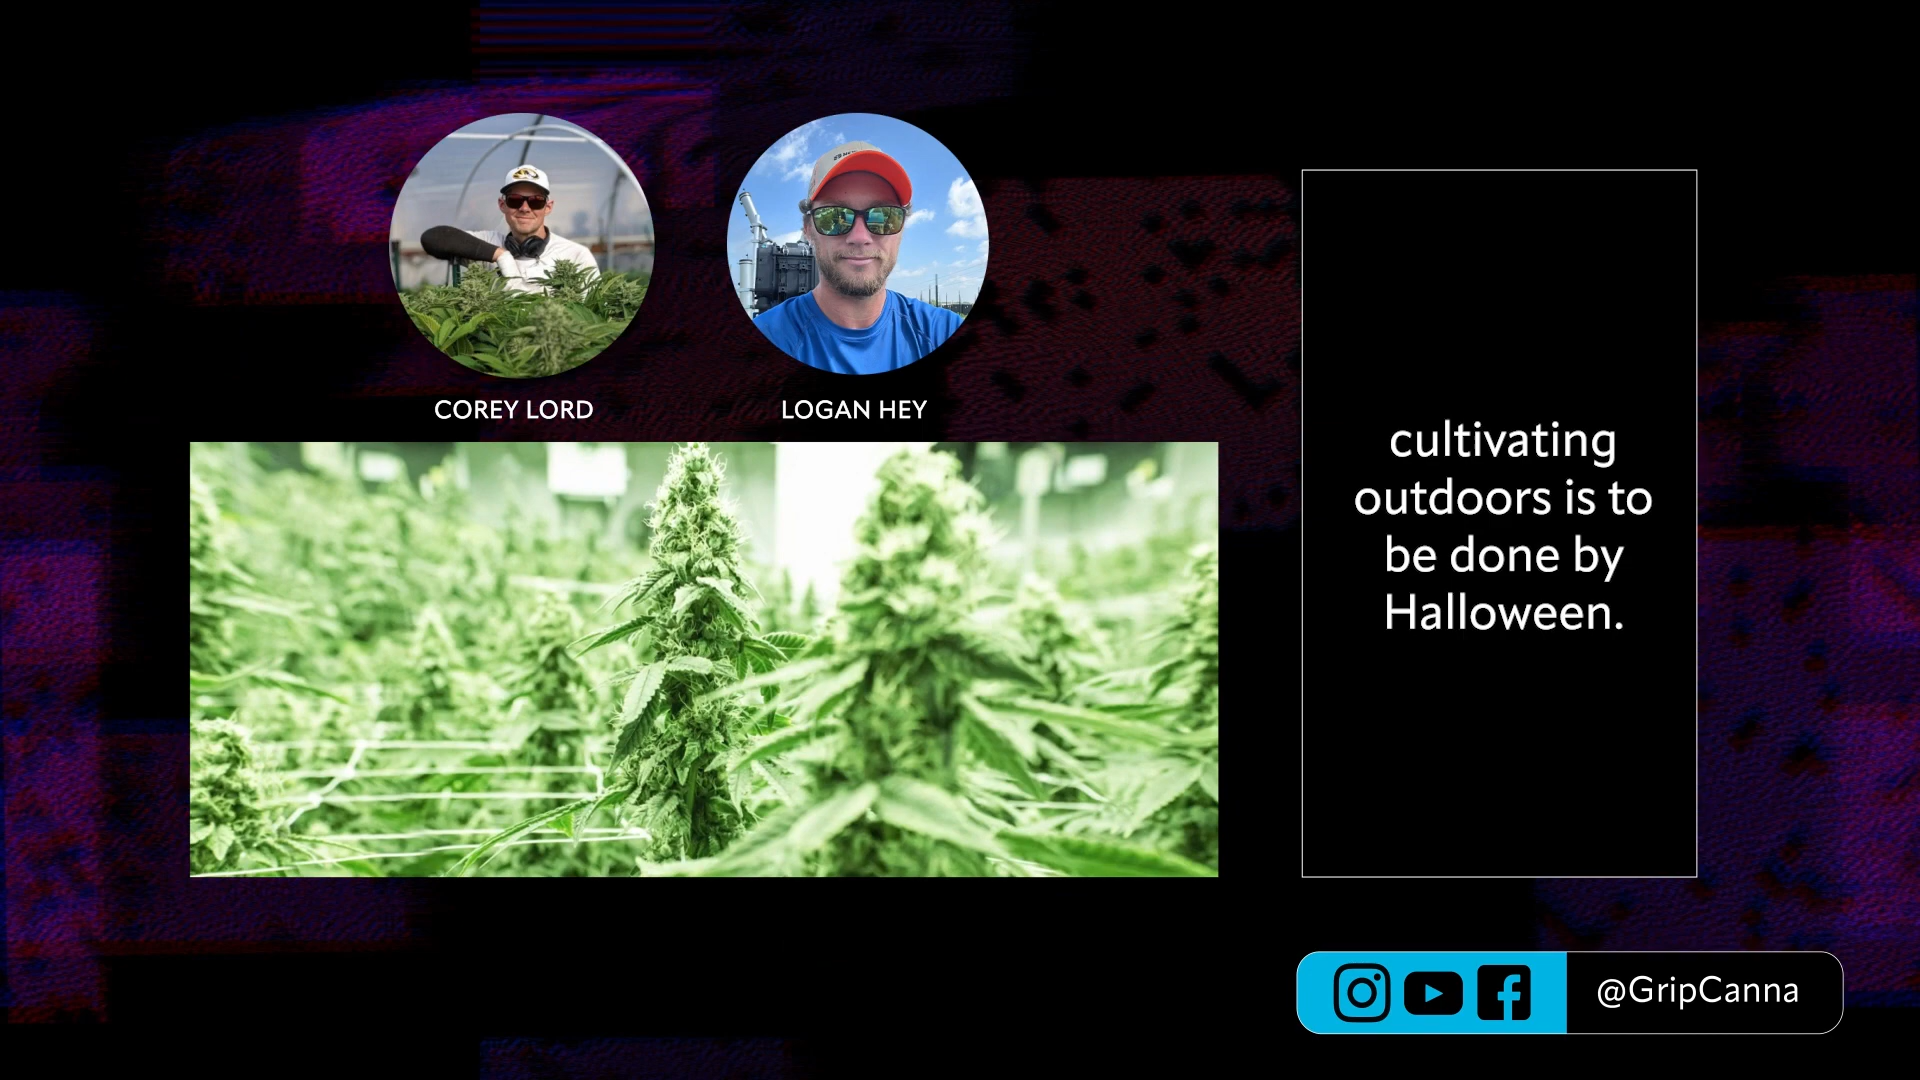 COREY LORD
LOGAN HEY
cultivating
outdoors is to
be done by
Halloween.
@GripCanna